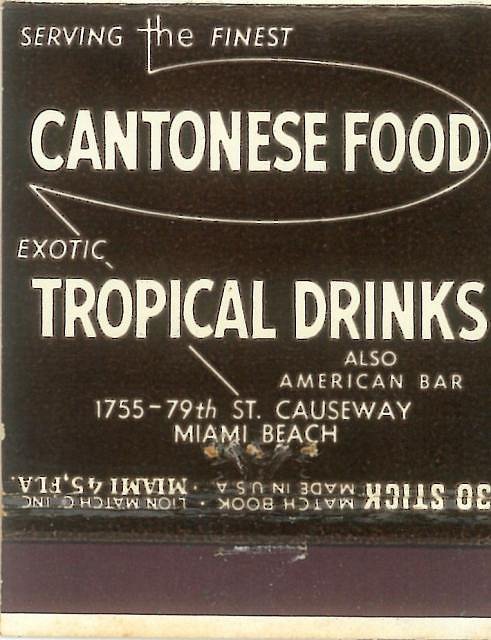 SERVING the FINEST
CANTONESE FOOD
EXOTIC
TROPICAL DRINKS
ALSO
AMERICAN BAR
1755-79th ST. CAUSEWAY
MIAMI BEACH
30 STICK MATCH BOOK • MADE IN U S A • LION MATCH C INC MIAMI 45, FLA.